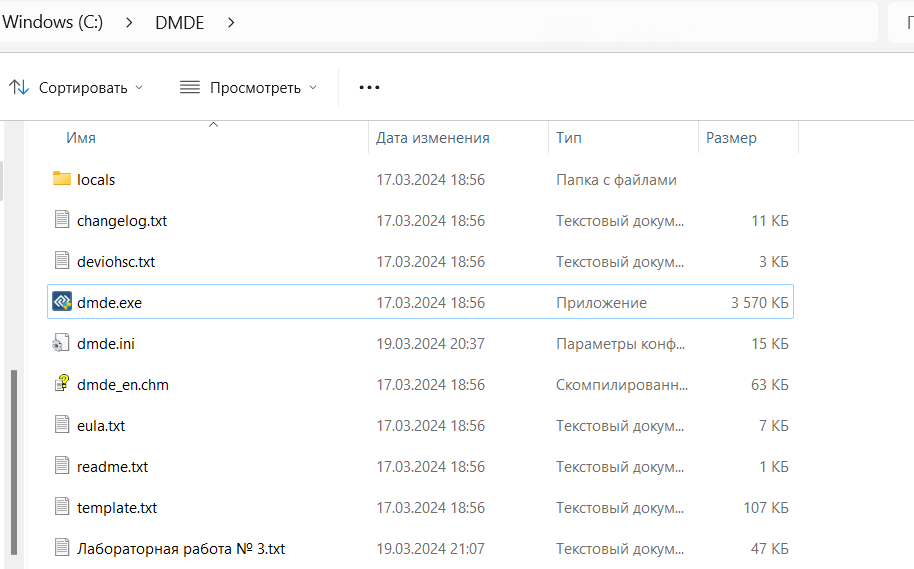 Windows (C:) > DMDE >
Сортировать Просмотреть •••
Имя Дата изменения Тип Размер
locals 17.03.2024 18:56 Папка с файлами
changelog.txt 17.03.2024 18:56 Текстовый докум... 11 КБ
deviohsc.txt 17.03.2024 18:56 Текстовый докум... 3 КБ
dmde.exe 17.03.2024 18:56 Приложение 3 570 КБ
dmde.ini 19.03.2024 20:37 Параметры конф... 15 КБ
dmde_en.chm 17.03.2024 18:56 Скомпилированн... 63 КБ
eula.txt 17.03.2024 18:56 Текстовый докум... 7 КБ
readme.txt 17.03.2024 18:56 Текстовый докум... 1 КБ
template.txt 17.03.2024 18:56 Текстовый докум... 107 КБ
Лабораторная работа № 3.txt 19.03.2024 21:07 Текстовый докум... 47 КБ